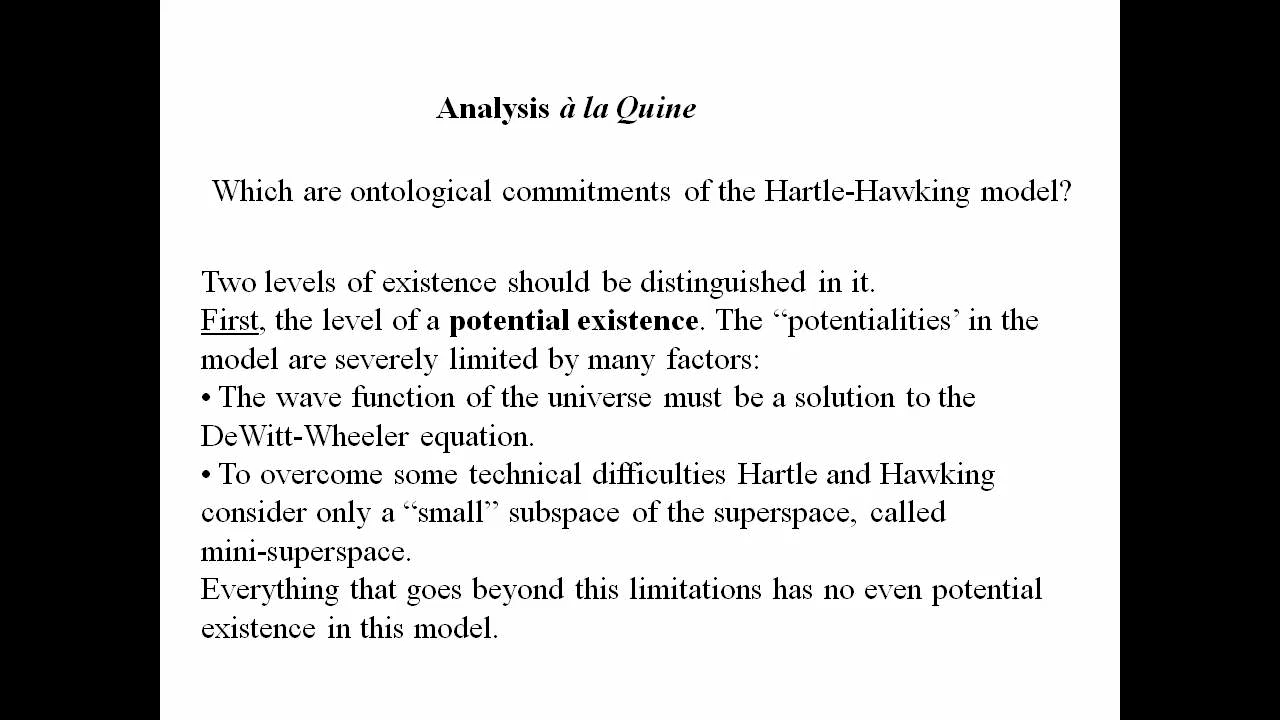 Analysis à la Quine
Which are ontological commitments of the Hartle-Hawking model?
Two levels of existence should be distinguished in it.
First, the level of a potential existence. The “potentialities’ in the
model are severely limited by many factors:
• The wave function of the universe must be a solution to the
DeWitt-Wheeler equation.
• To overcome some technical difficulties Hartle and Hawking
consider only a “small” subspace of the superspace, called
mini-superspace.
Everything that goes beyond this limitations has no even potential
existence in this model.